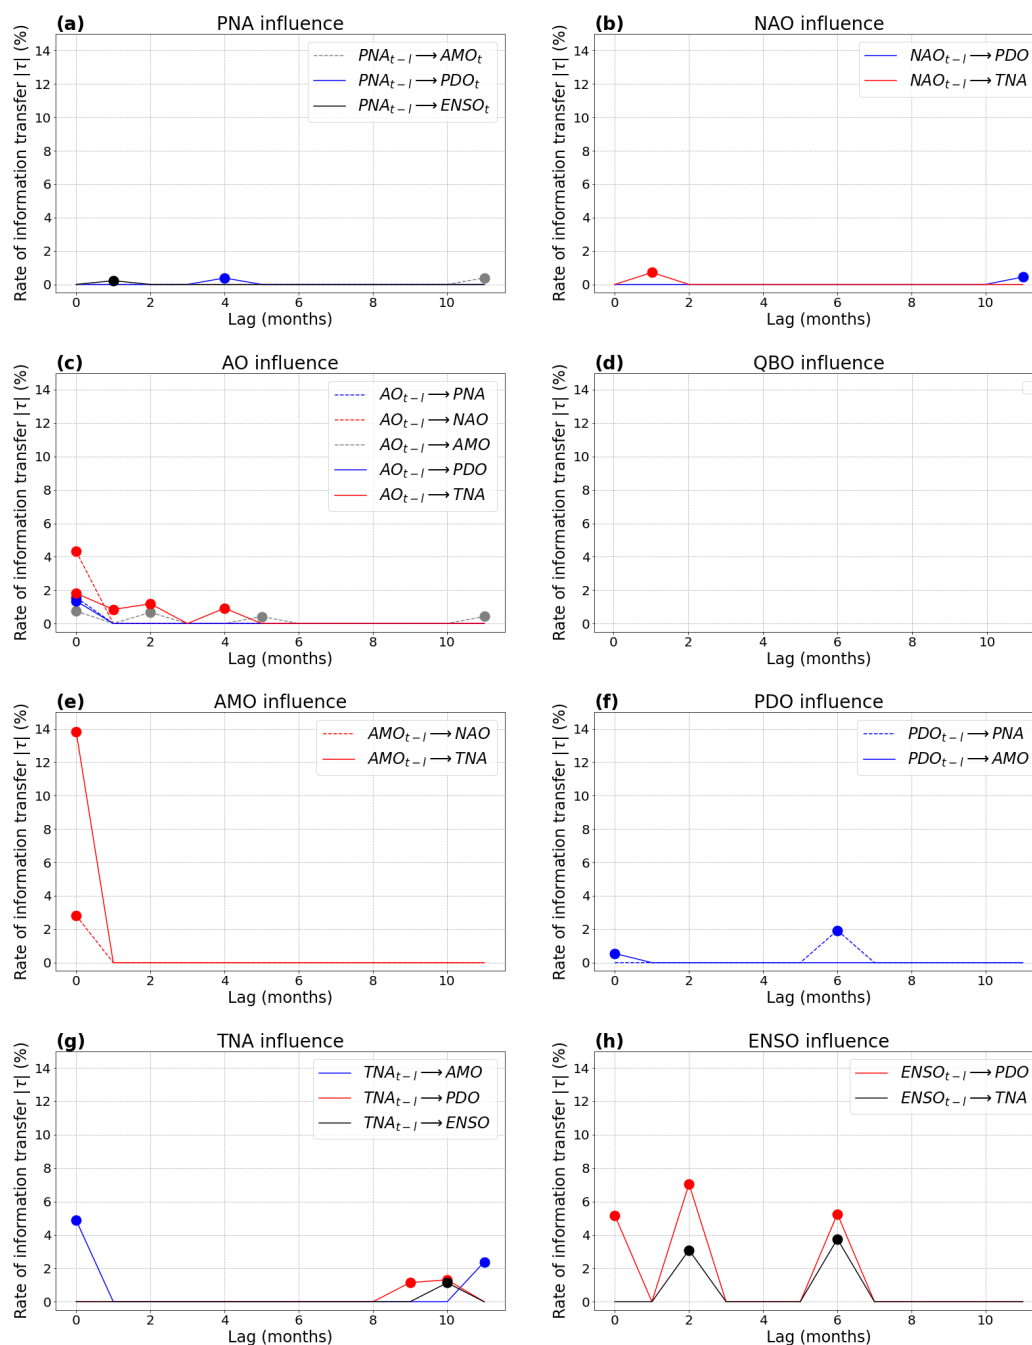 (a) PNA influence
Rate of information transfer |τ| (%)
14
12
10
8
6
4
2
0
PNA_{t−l} ⟶ AMO_t
PNA_{t−l} ⟶ PDO_t
PNA_{t−l} ⟶ ENSO_t
0 2 4 6 8 10
Lag (months)
(b) NAO influence
Rate of information transfer |τ| (%)
14
12
10
8
6
4
2
0
NAO_{t−l} ⟶ PDO
NAO_{t−l} ⟶ TNA
0 2 4 6 8 10
Lag (months)
(c) AO influence
Rate of information transfer |τ| (%)
14
12
10
8
6
4
2
0
AO_{t−l} ⟶ PNA
AO_{t−l} ⟶ NAO
AO_{t−l} ⟶ AMO
AO_{t−l} ⟶ PDO
AO_{t−l} ⟶ TNA
0 2 4 6 8 10
Lag (months)
(d) QBO influence
Rate of information transfer |τ| (%)
14
12
10
8
6
4
2
0
0 2 4 6 8 10
Lag (months)
(e) AMO influence
Rate of information transfer |τ| (%)
14
12
10
8
6
4
2
0
AMO_{t−l} ⟶ NAO
AMO_{t−l} ⟶ TNA
0 2 4 6 8 10
Lag (months)
(f) PDO influence
Rate of information transfer |τ| (%)
14
12
10
8
6
4
2
0
PDO_{t−l} ⟶ PNA
PDO_{t−l} ⟶ AMO
0 2 4 6 8 10
Lag (months)
(g) TNA influence
Rate of information transfer |τ| (%)
14
12
10
8
6
4
2
0
TNA_{t−l} ⟶ AMO
TNA_{t−l} ⟶ PDO
TNA_{t−l} ⟶ ENSO
0 2 4 6 8 10
Lag (months)
(h) ENSO influence
Rate of information transfer |τ| (%)
14
12
10
8
6
4
2
0
ENSO_{t−l} ⟶ PDO
ENSO_{t−l} ⟶ TNA
0 2 4 6 8 10
Lag (months)